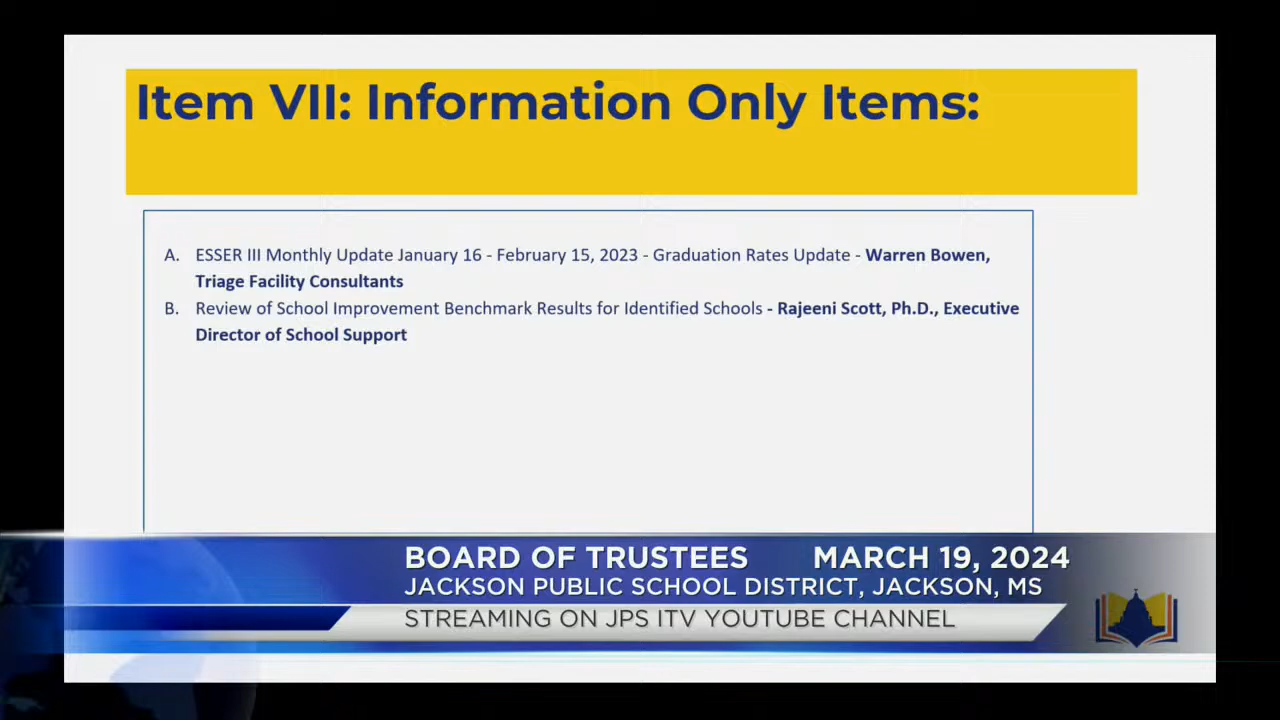 Item VII: Information Only Items:
A. ESSER III Monthly Update January 16 - February 15, 2023 - Graduation Rates Update - Warren Bowen,
Triage Facility Consultants
B. Review of School Improvement Benchmark Results for Identified Schools - Rajeeni Scott, Ph.D., Executive
Director of School Support
BOARD OF TRUSTEES MARCH 19, 2024
JACKSON PUBLIC SCHOOL DISTRICT, JACKSON, MS
STREAMING ON JPS ITV YOUTUBE CHANNEL